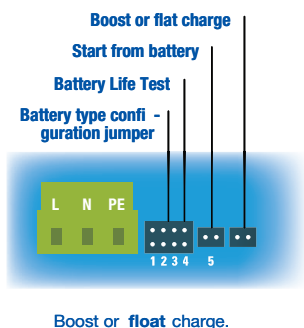 Boost or flat charge
Start from battery
Battery Life Test
Battery type confi -
guration jumper
L N PE
1 2 3 4 5
Boost or float charge.